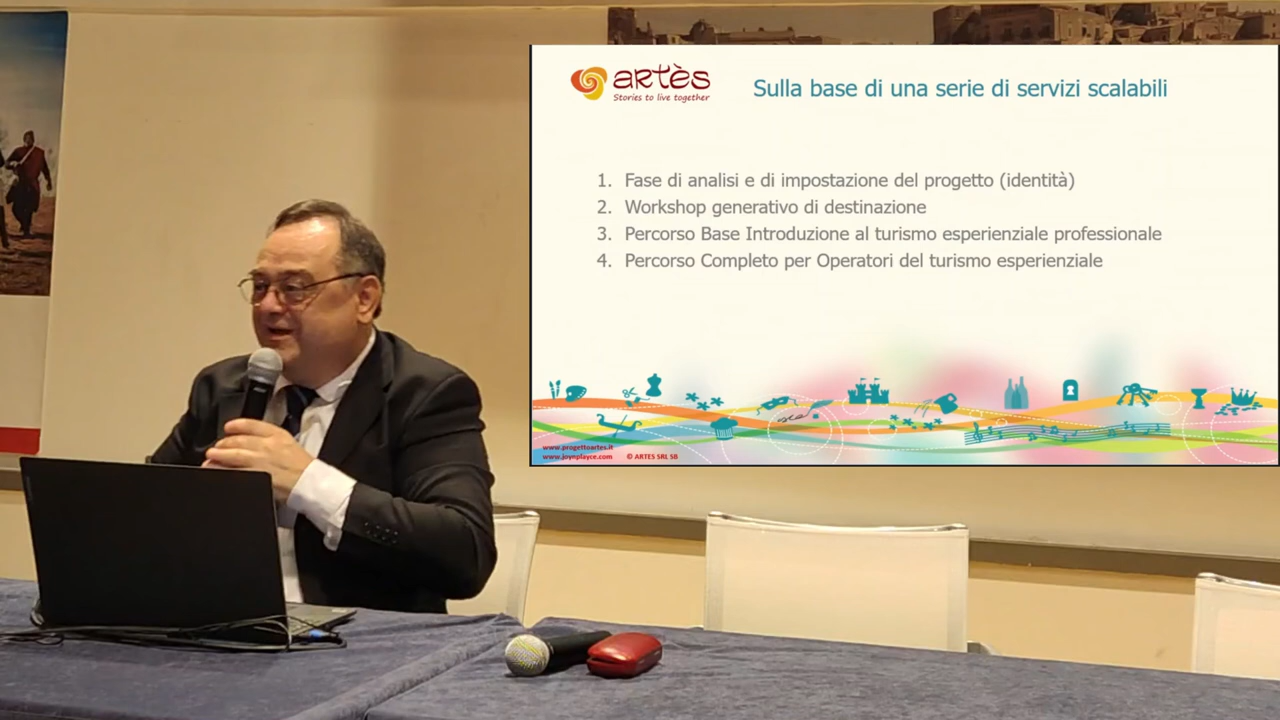 artès
Stories to live together
Sulla base di una serie di servizi scalabili
1. Fase di analisi e di impostazione del progetto (identità)
2. Workshop generativo di destinazione
3. Percorso Base Introduzione al turismo esperienziale professionale
4. Percorso Completo per Operatori del turismo esperienziale
www.progettoartes.it
www.joynplayce.com © ARTES SRL SB